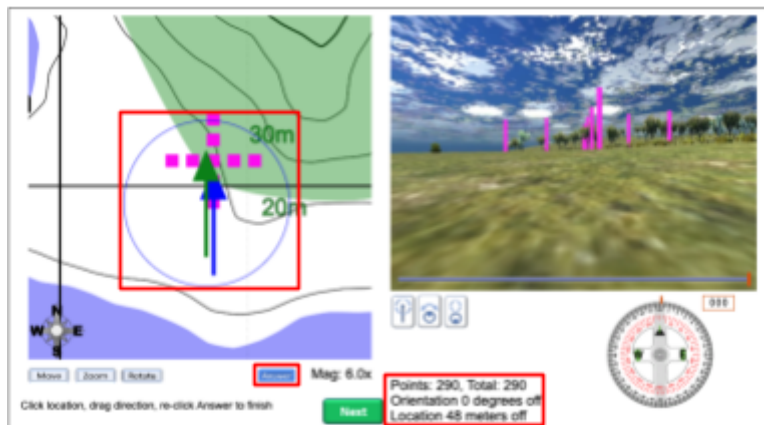 30m
20m
N
W E
S
Move Zoom Rotate Answer Mag: 6.0x
Click location, drag direction, re-click Answer to finish
Next
000
Points: 290, Total: 290
Orientation 0 degrees off
Location 48 meters off